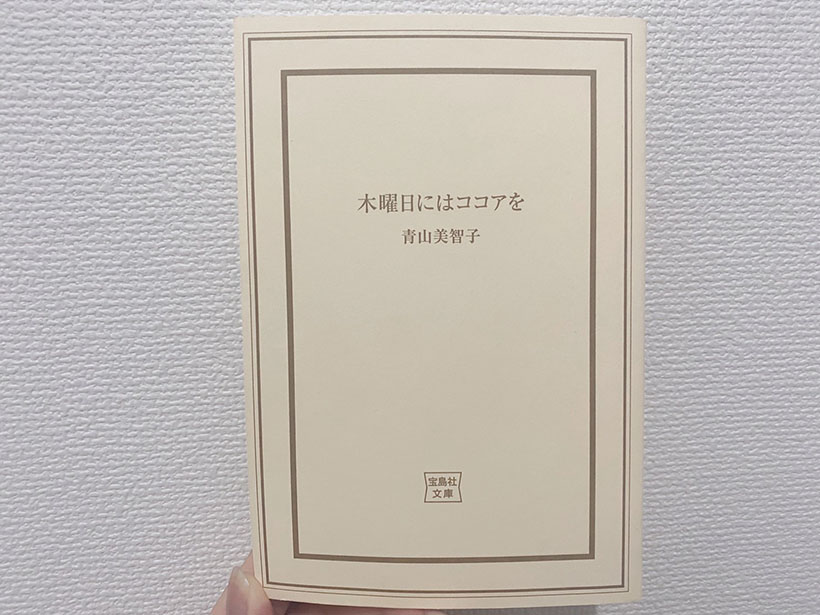 木曜日にはココアを
青山美智子
宝島社
文庫